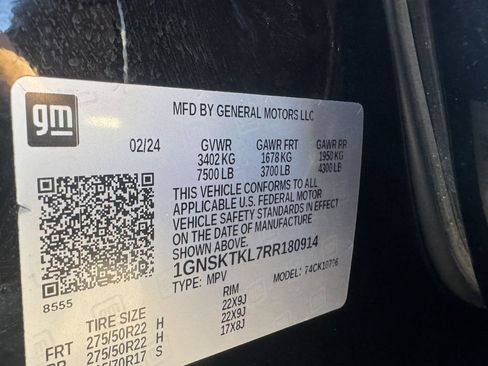 gm
MFD BY GENERAL MOTORS LLC
02/24 GVWR GAWR FRT GAWR RR
3402 KG 1678 KG 1950 KG
7500 LB 3700 LB 4300 LB
THIS VEHICLE CONFORMS TO ALL
APPLICABLE U.S. FEDERAL MOTOR
VEHICLE SAFETY STANDARDS IN EFFECT
ON THE DATE OF MANUFACTURE
SHOWN ABOVE.
1GNSKTKL7RR180914
TYPE: MPV MODEL:
8555
TIRE SIZE RIM
FRT 275/50R22 H 22X9J
275/50R22 H 22X9J
S 17X8J